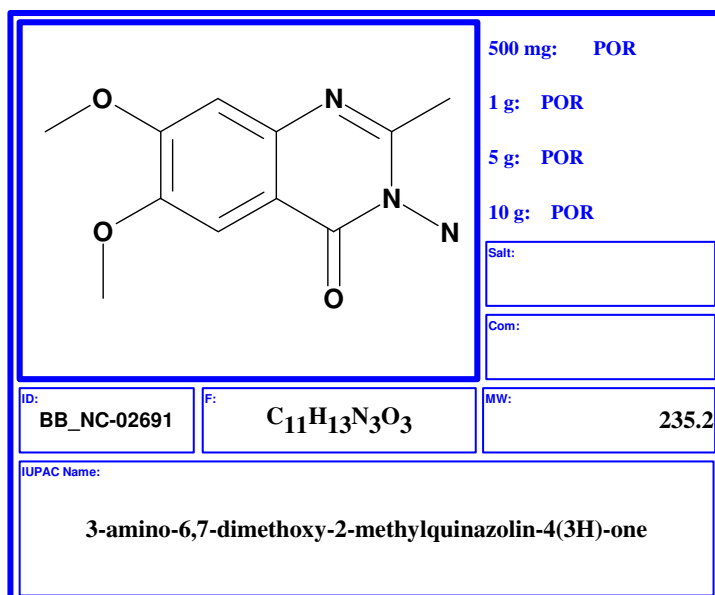 500 mg: POR
1 g: POR
5 g: POR
10 g: POR
N
O
N
N
O
O
Salt:
Com:
ID:
BB_NC-02691
F:
C11H13N3O3
MW:
235.2
IUPAC Name:
3-amino-6,7-dimethoxy-2-methylquinazolin-4(3H)-one